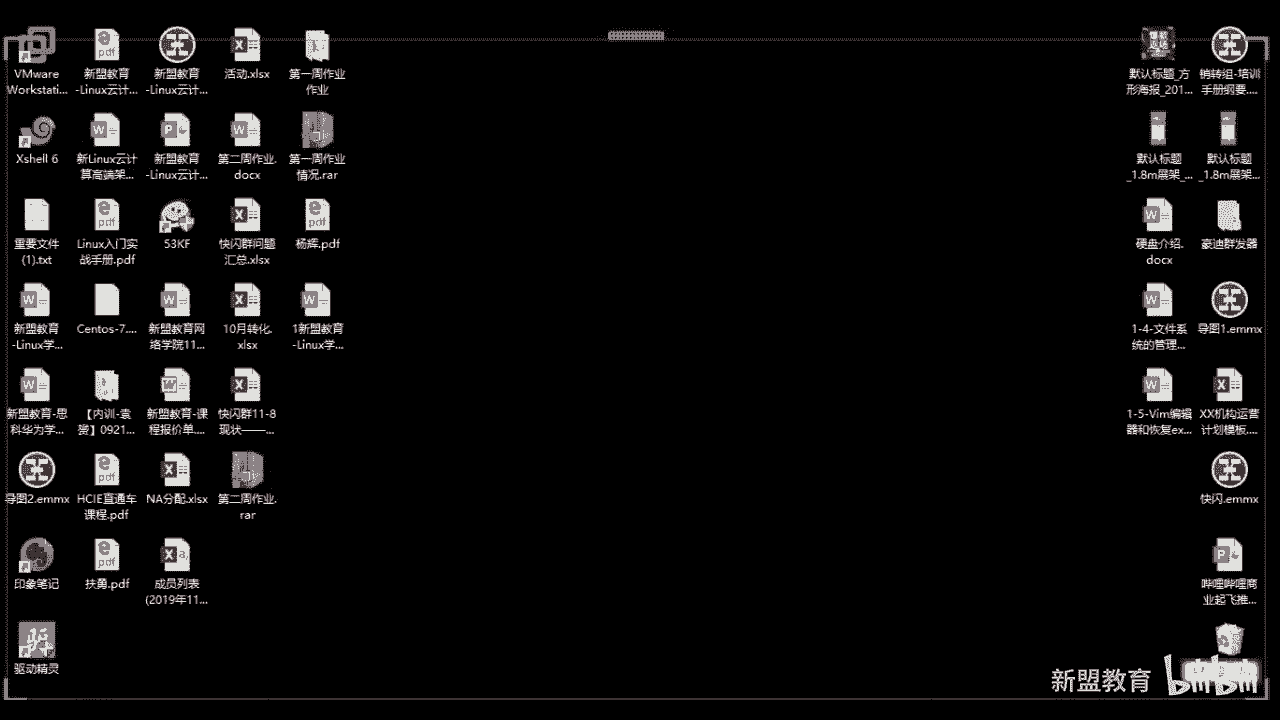 VMware
Workstati...
新盟教育
-Linux云计...
新盟教育
-Linux云计...
活动.xlsx
第一周作业
作业
默认标题_方
形海报_201...
销转组-培训
手册纲要....
Xshell 6
新Linux云计
算高端架...
新盟教育
-Linux云计...
第二周作业.
docx
第一周作业
情况.rar
默认标题
_1.8m展架_...
默认标题
_1.8m展架...
重要文件
(1).txt
Linux入门实
战手册.pdf
53KF
快闪群问题
汇总.xlsx
杨辉.pdf
硬盘介绍.
docx
豪迪群发器
新盟教育
-Linux学...
Centos-7....
新盟教育网
络学院11...
10月转化.
xlsx
1新盟教育
-Linux学...
1-4-文件系
统的管理...
导图1.emmx
新盟教育-思
科华为学...
【内训-袁
赟】0921...
新盟教育-课
程报价单....
快闪群11-8
现状——...
1-5-Vim编辑
器和恢复ex...
XX机构运营
计划模板....
导图2.emmx
HCIE直通车
课程.pdf
NA分配.xlsx
第二周作业.
rar
快闪.emmx
印象笔记
扶勇.pdf
成员列表
(2019年11...
哔哩哔哩商
业起飞推...
驱动精灵
新盟教育
bilibili